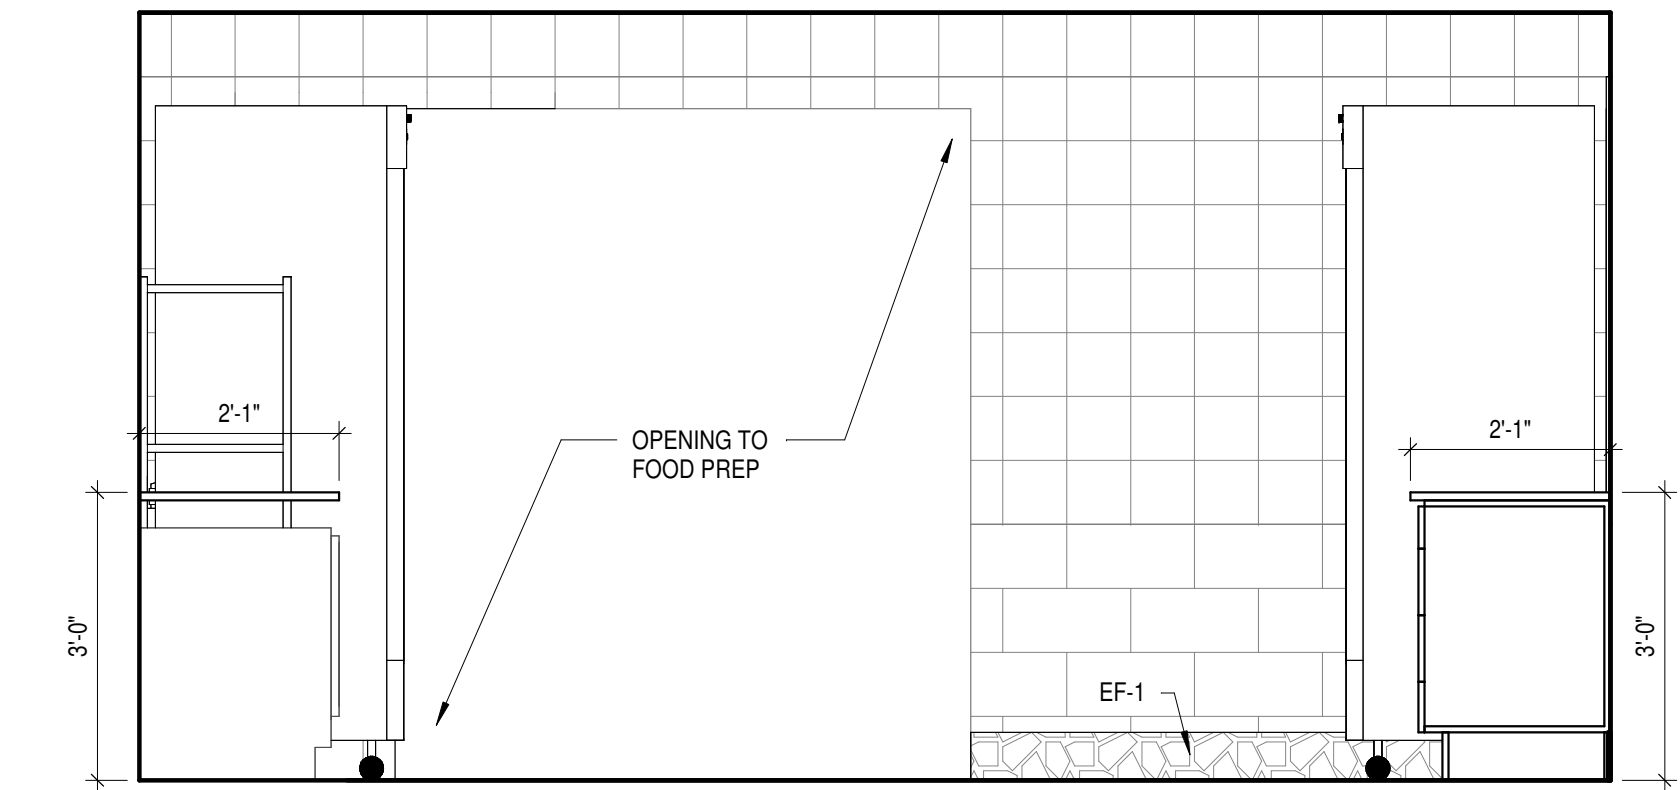 2'-1"
2'-1"
OPENING TO
FOOD PREP
3'-0"
3'-0"
EF-1